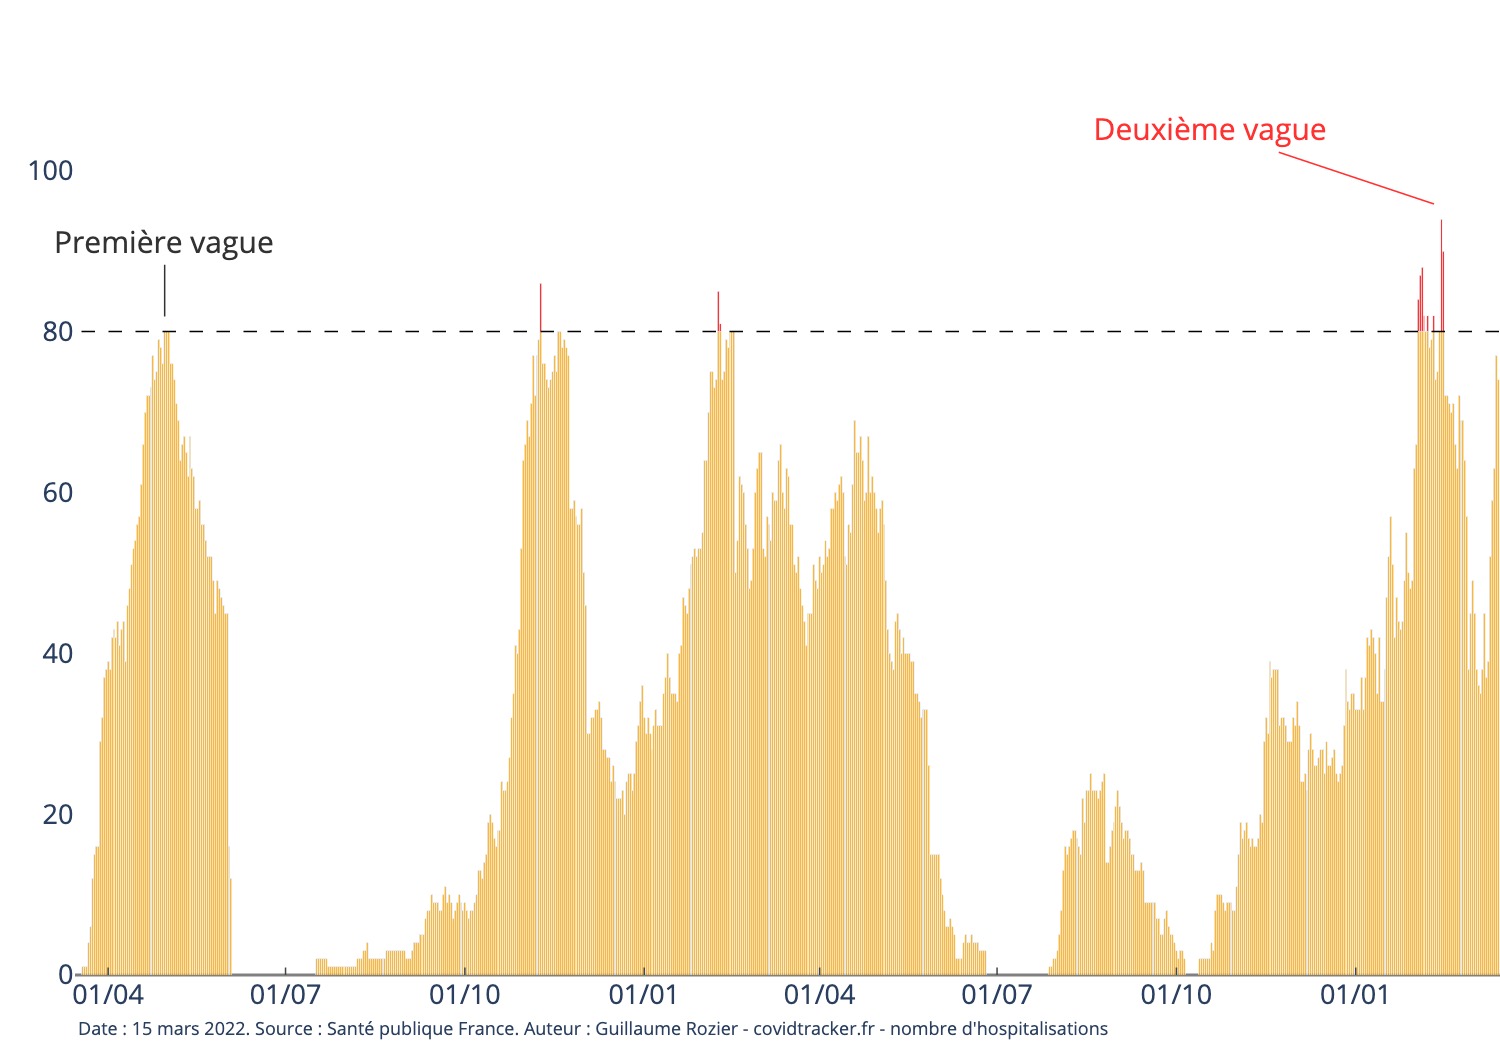 Deuxième vague
100
Première vague
80
60
40
20
0
01/04 01/07 01/10 01/01 01/04 01/07 01/10 01/01
Date : 15 mars 2022. Source : Santé publique France. Auteur : Guillaume Rozier - covidtracker.fr - nombre d'hospitalisations